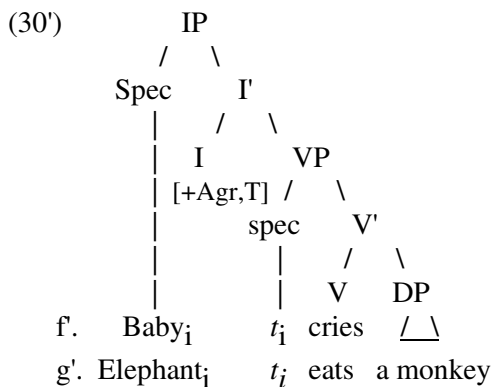 (30') IP
/ \
Spec I'
| / \
| I VP
| [+Agr,T] / \
| spec V'
| | / \
| | V DP
f'. Baby_i t_i cries / \
g'. Elephant_i t_i eats a monkey